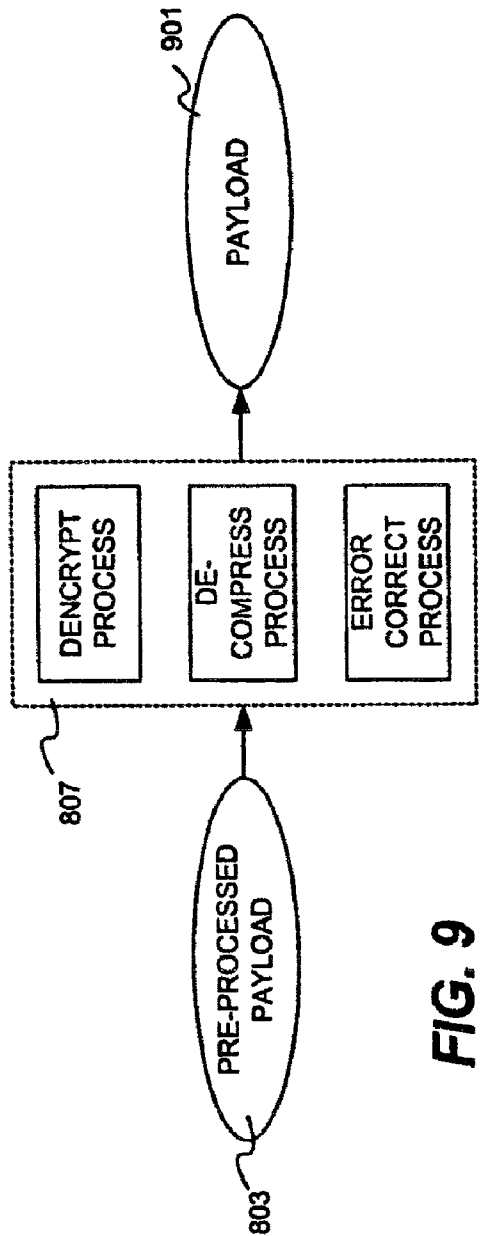 803
PRE-PROCESSED
PAYLOAD
807
DENCRYPT
PROCESS
DE-
COMPRESS
PROCESS
ERROR
CORRECT
PROCESS
PAYLOAD
901
FIG. 9